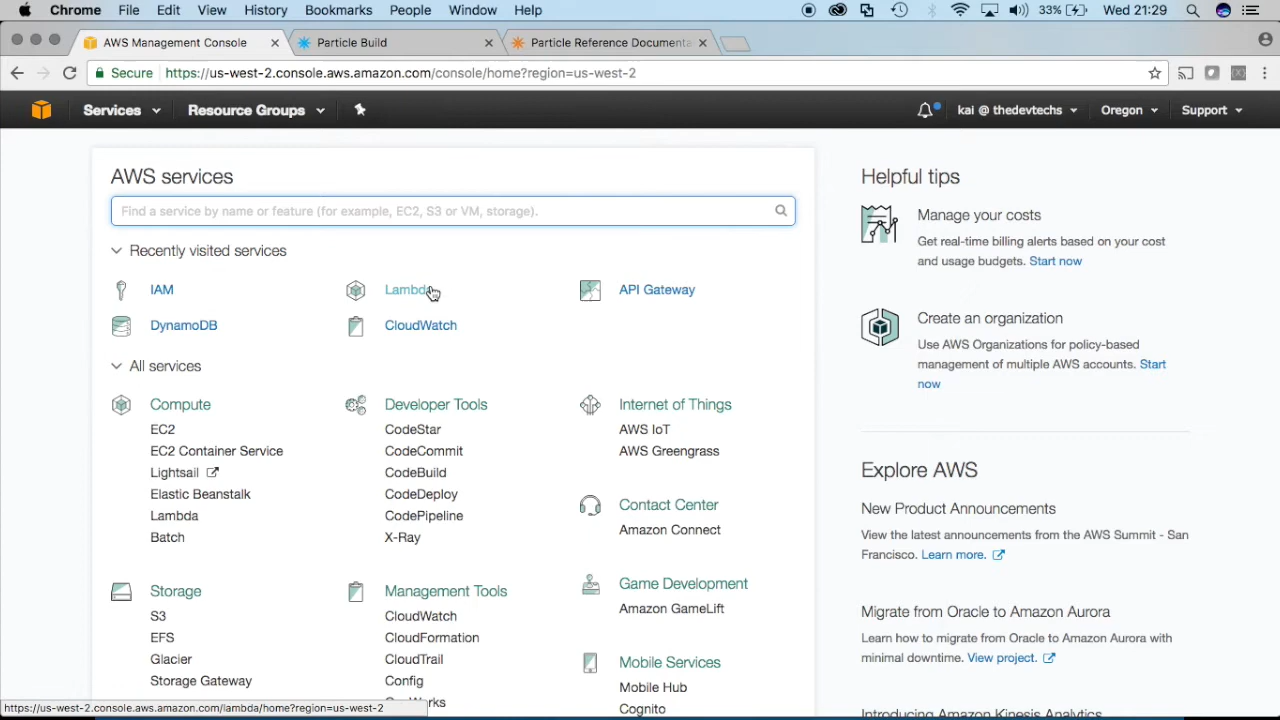 Chrome File Edit View History Bookmarks People Window Help 33% Wed 21:29
AWS Management Console Particle Build Particle Reference Documenta
Secure https://us-west-2.console.aws.amazon.com/console/home?region=us-west-2
Services Resource Groups kai @ thedevtechs Oregon Support
AWS services
Find a service by name or feature (for example, EC2, S3 or VM, storage).
Recently visited services
IAM Lambda API Gateway
DynamoDB CloudWatch
All services
Compute
EC2
EC2 Container Service
Lightsail
Elastic Beanstalk
Lambda
Batch
Storage
S3
EFS
Glacier
Storage Gateway
Developer Tools
CodeStar
CodeCommit
CodeBuild
CodeDeploy
CodePipeline
X-Ray
Management Tools
CloudWatch
CloudFormation
CloudTrail
Config
Internet of Things
AWS IoT
AWS Greengrass
Contact Center
Amazon Connect
Game Development
Amazon GameLift
Mobile Services
Mobile Hub
Cognito
Helpful tips
Manage your costs
Get real-time billing alerts based on your cost
and usage budgets. Start now
Create an organization
Use AWS Organizations for policy-based
management of multiple AWS accounts. Start
now
Explore AWS
New Product Announcements
View the latest announcements from the AWS Summit - San
Francisco. Learn more.
Migrate from Oracle to Amazon Aurora
Learn how to migrate from Oracle to Amazon Aurora with
minimal downtime. View project.
Introducing Amazon Kinesis Analytics
https://us-west-2.console.aws.amazon.com/lambda/home?region=us-west-2